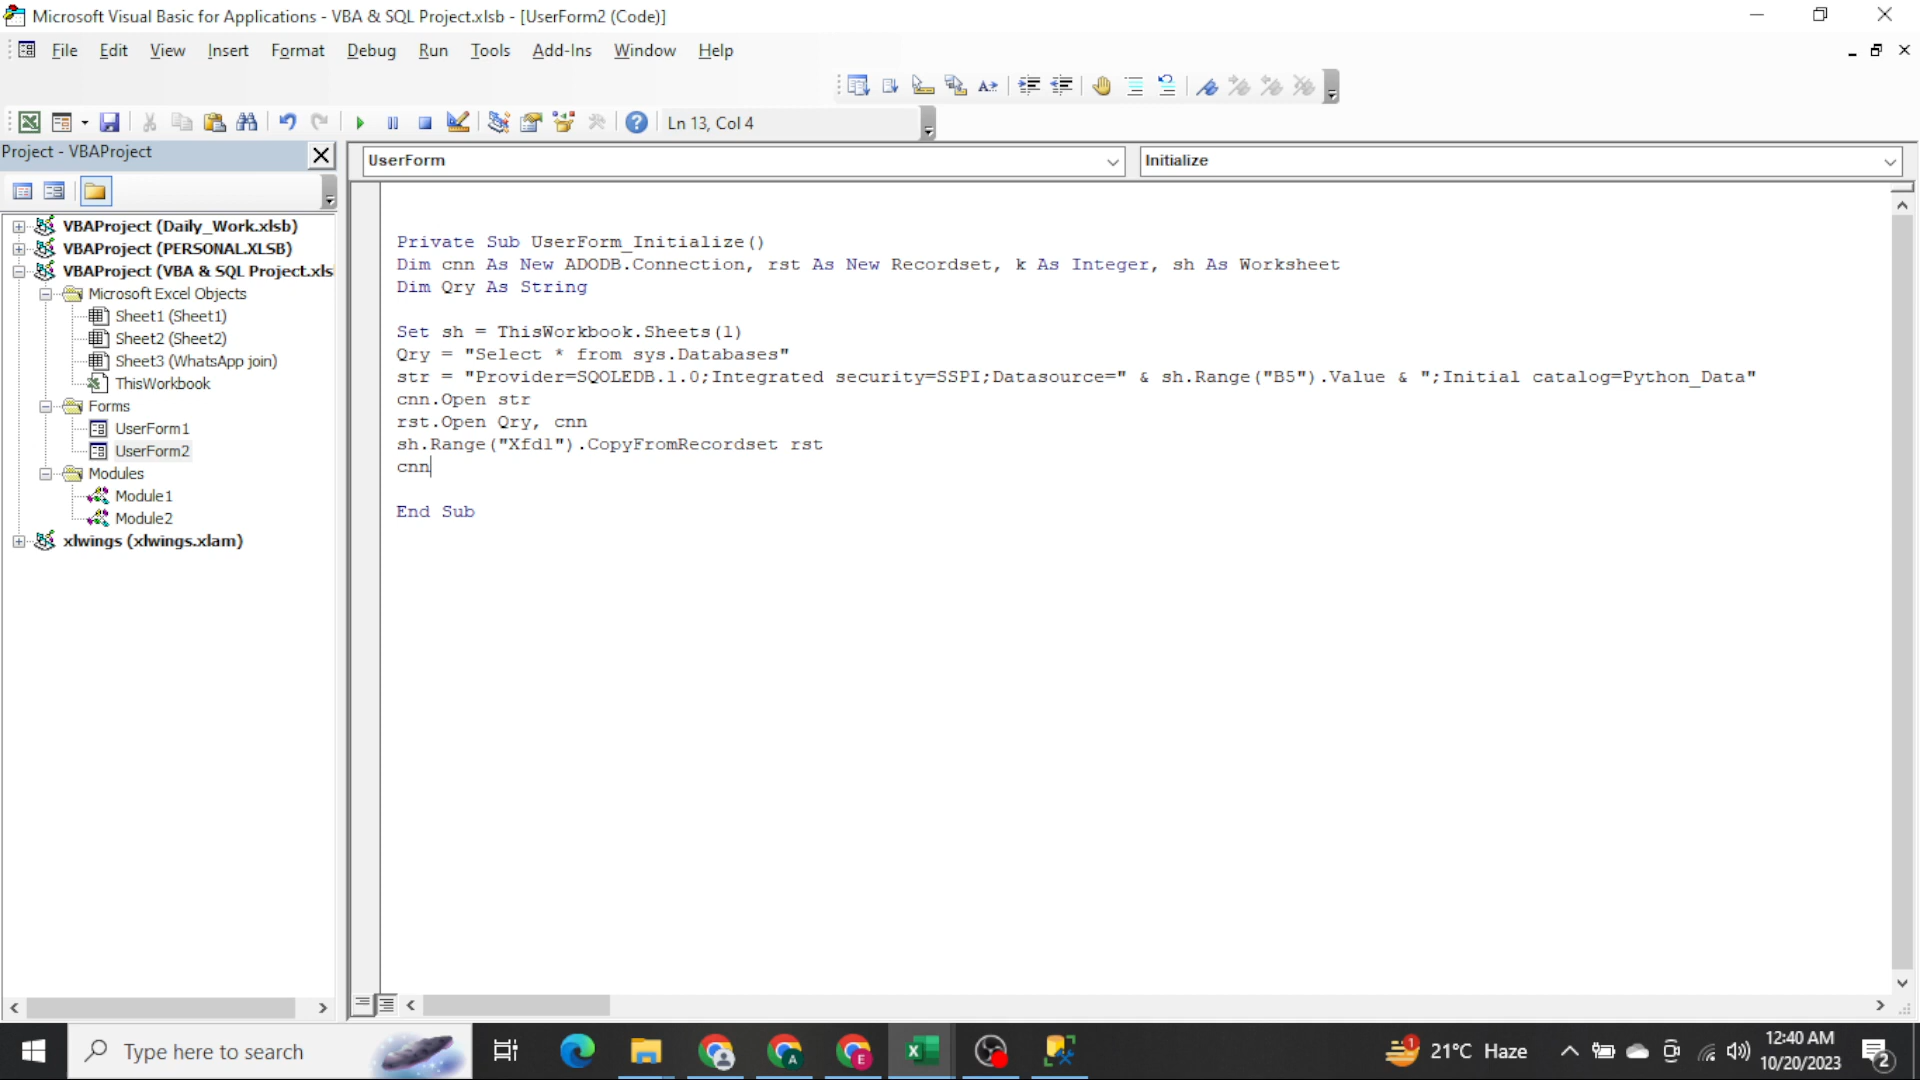 Microsoft Visual Basic for Applications - VBA & SQL Project.xlsb - [UserForm2 (Code)]
File Edit View Insert Format Debug Run Tools Add-Ins Window Help
Ln 13, Col 4
Project - VBAProject
UserForm
Initialize
VBAProject (Daily_Work.xlsb)
VBAProject (PERSONAL.XLSB)
VBAProject (VBA & SQL Project.xls
Microsoft Excel Objects
Sheet1 (Sheet1)
Sheet2 (Sheet2)
Sheet3 (WhatsApp join)
ThisWorkbook
Forms
UserForm1
UserForm2
Modules
Module1
Module2
xlwings (xlwings.xlam)
Private Sub UserForm_Initialize()
Dim cnn As New ADODB.Connection, rst As New Recordset, k As Integer, sh As Worksheet
Dim Qry As String
Set sh = ThisWorkbook.Sheets(1)
Qry = "Select * from sys.Databases"
str = "Provider=SQOLEDB.1.0;Integrated security=SSPI;Datasource=" & sh.Range("B5").Value & ";Initial catalog=Python_Data"
cnn.Open str
rst.Open Qry, cnn
sh.Range("Xfd1").CopyFromRecordset rst
cnn
End Sub
Type here to search
A
E
1
21°C Haze
12:40 AM
10/20/2023
2